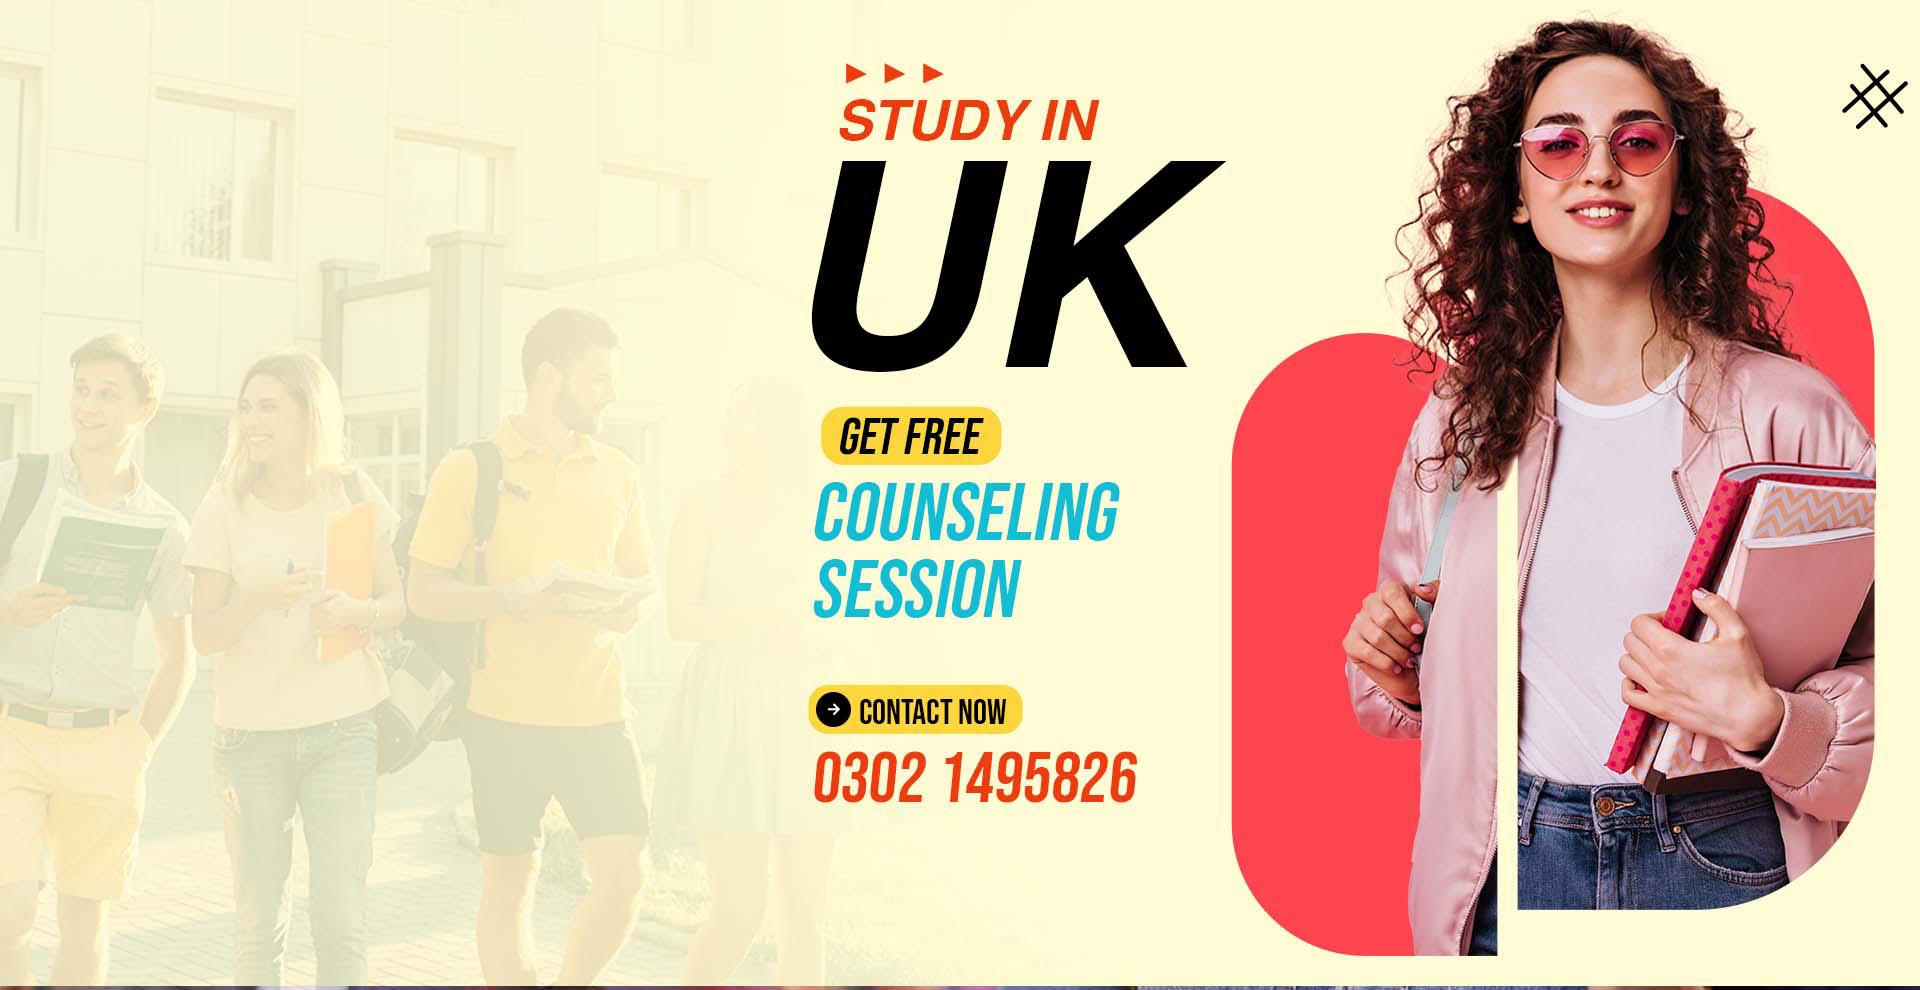 STUDY IN
UK
GET FREE
COUNSELING
SESSION
CONTACT NOW
0302 1495826